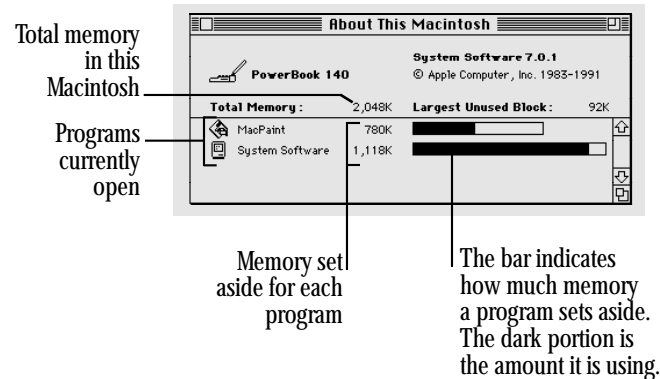 About This Macintosh
Total memory
in this
Macintosh
PowerBook 140
System Software 7.0.1
© Apple Computer, Inc. 1983-1991
Total Memory: 2,048K Largest Unused Block: 92K
Programs
currently
open
MacPaint 780K
System Software 1,118K
Memory set
aside for each
program
The bar indicates
how much memory
a program sets aside.
The dark portion is
the amount it is using.